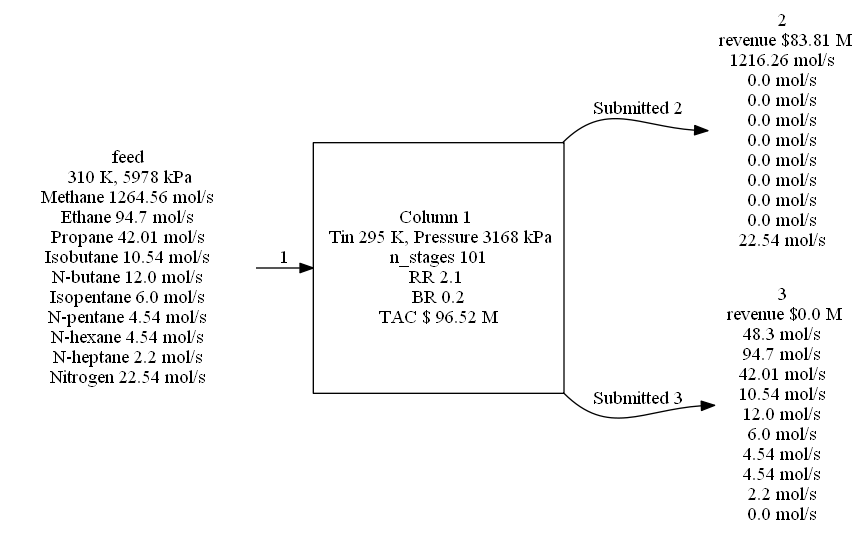 feed
310 K, 5978 kPa
Methane 1264.56 mol/s
Ethane 94.7 mol/s
Propane 42.01 mol/s
Isobutane 10.54 mol/s
N-butane 12.0 mol/s
Isopentane 6.0 mol/s
N-pentane 4.54 mol/s
N-hexane 4.54 mol/s
N-heptane 2.2 mol/s
Nitrogen 22.54 mol/s
1
Column 1
Tin 295 K, Pressure 3168 kPa
n_stages 101
RR 2.1
BR 0.2
TAC $ 96.52 M
Submitted 2
2
revenue $83.81 M
1216.26 mol/s
0.0 mol/s
0.0 mol/s
0.0 mol/s
0.0 mol/s
0.0 mol/s
0.0 mol/s
0.0 mol/s
0.0 mol/s
22.54 mol/s
Submitted 3
3
revenue $0.0 M
48.3 mol/s
94.7 mol/s
42.01 mol/s
10.54 mol/s
12.0 mol/s
6.0 mol/s
4.54 mol/s
4.54 mol/s
2.2 mol/s
0.0 mol/s